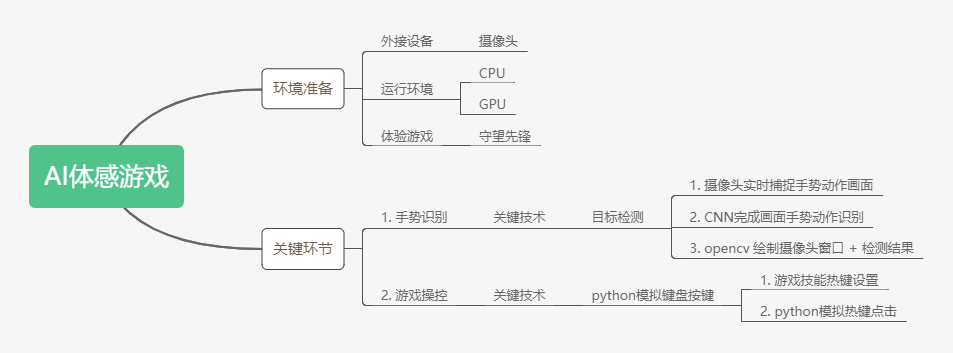 AI体感游戏
环境准备
外接设备
摄像头
运行环境
CPU
GPU
体验游戏
守望先锋
关键环节
1. 手势识别
关键技术
目标检测
1. 摄像头实时捕捉手势动作画面
2. CNN完成画面手势动作识别
3. opencv 绘制摄像头窗口 + 检测结果
2. 游戏操控
关键技术
python模拟键盘按键
1. 游戏技能热键设置
2. python模拟热键点击